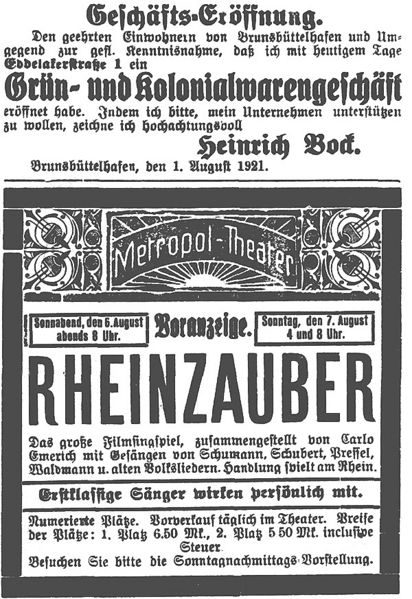 Geschäfts-Eröffnung.
Den geehrten Einwohnern von Brunsbüttelhafen und Um-
gegend zur gefl. Kenntnisnahme, daß ich mit heutigem Tage
Eddelakerstraße 1 ein
Grün- und Kolonialwarengeschäft
eröffnet habe. Indem ich bitte, mein Unternehmen unterstützen
zu wollen, zeichne ich hochachtungsvoll
Heinrich Bock.
Brunsbüttelhafen, den 1. August 1921.
Metropol-Theater
Sonnabend, den 6. August
abends 8 Uhr.
Voranzeige.
Sonntag, den 7. August
4 und 8 Uhr.
RHEINZAUBER
Das große Filmsingspiel, zusammengestellt von Carlo
Emerich mit Gesängen von Schumann, Schubert, Pressel,
Waldmann u. alten Volksliedern. Handlung spielt am Rhein.
Erstklassige Sänger wirken persönlich mit.
Numerierte Plätze. Vorverkauf täglich im Theater. Preise
der Plätze: 1. Platz 6.50 Mk., 2. Platz 5 50 Mk. inclusive
Steuer
Besuchen Sie bitte die Sonntagnachmittags-Vorstellung.